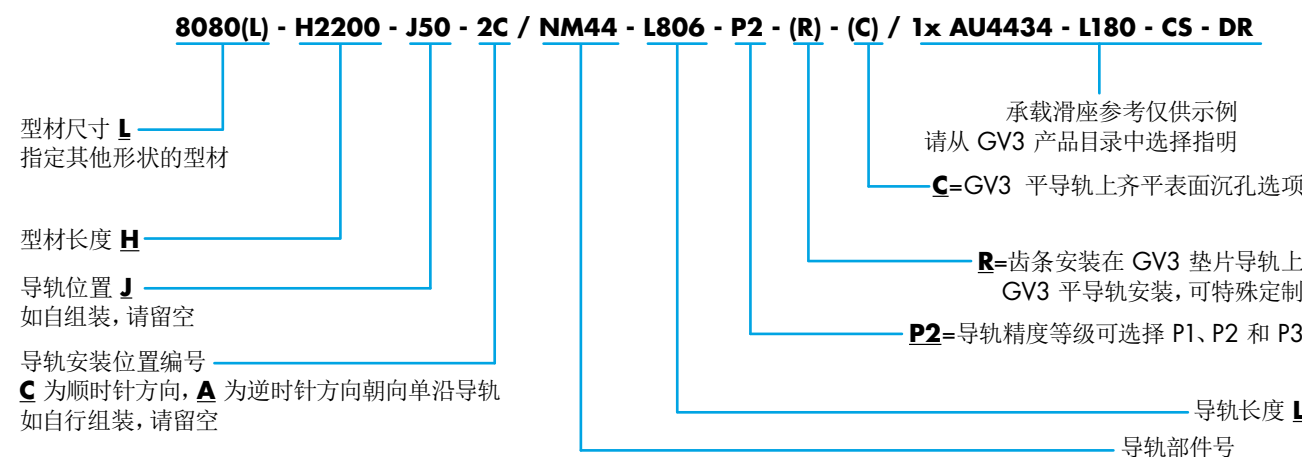 8080(L) - H2200 - J50 - 2C / NM44 - L806 - P2 - (R) - (C) / 1x AU4434 - L180 - CS - DR
型材尺寸 L
指定其他形状的型材
型材长度 H
导轨位置 J
如自组装，请留空
导轨安装位置编号
C 为顺时针方向，A 为逆时针方向朝向单沿导轨
如自行组装，请留空
承载滑座参考仅供示例
请从 GV3 产品目录中选择指明
C=GV3 平导轨上齐平表面沉孔选项
R=齿条安装在 GV3 垫片导轨上
GV3 平导轨安装，可特殊定制
P2=导轨精度等级可选择 P1、P2 和 P3
导轨长度 L
导轨部件号